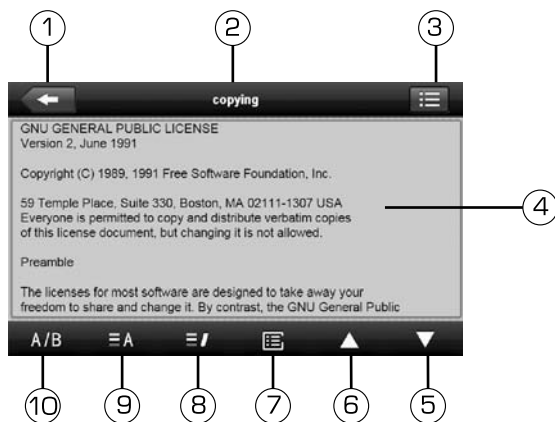 1
2
3
copying
GNU GENERAL PUBLIC LICENSE
Version 2, June 1991
Copyright (C) 1989, 1991 Free Software Foundation, Inc.
59 Temple Place, Suite 330, Boston, MA 02111-1307 USA
Everyone is permitted to copy and distribute verbatim copies
of this license document, but changing it is not allowed.
Preamble
The licenses for most software are designed to take away your
freedom to share and change it. By contrast, the GNU General Public
4
A/B
A
10
9
8
7
6
5